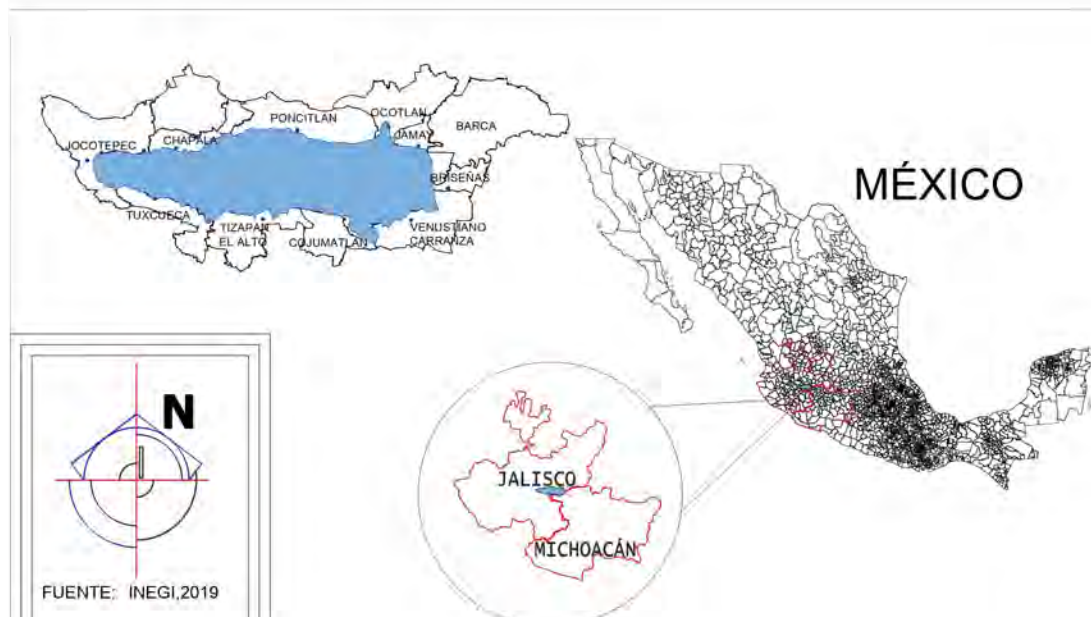 OCOTLAN
PONCITLAN
BARCA
JAMAY
CHAPALA
JOCOTEPEC
BRISEÑAS
TUXCUECA
TIZAPAN
EL ALTO
COJUMATLAN
VENUSTIANO
CARRANZA
MÉXICO
N
JALISCO
MICHOACÁN
FUENTE: INEGI,2019